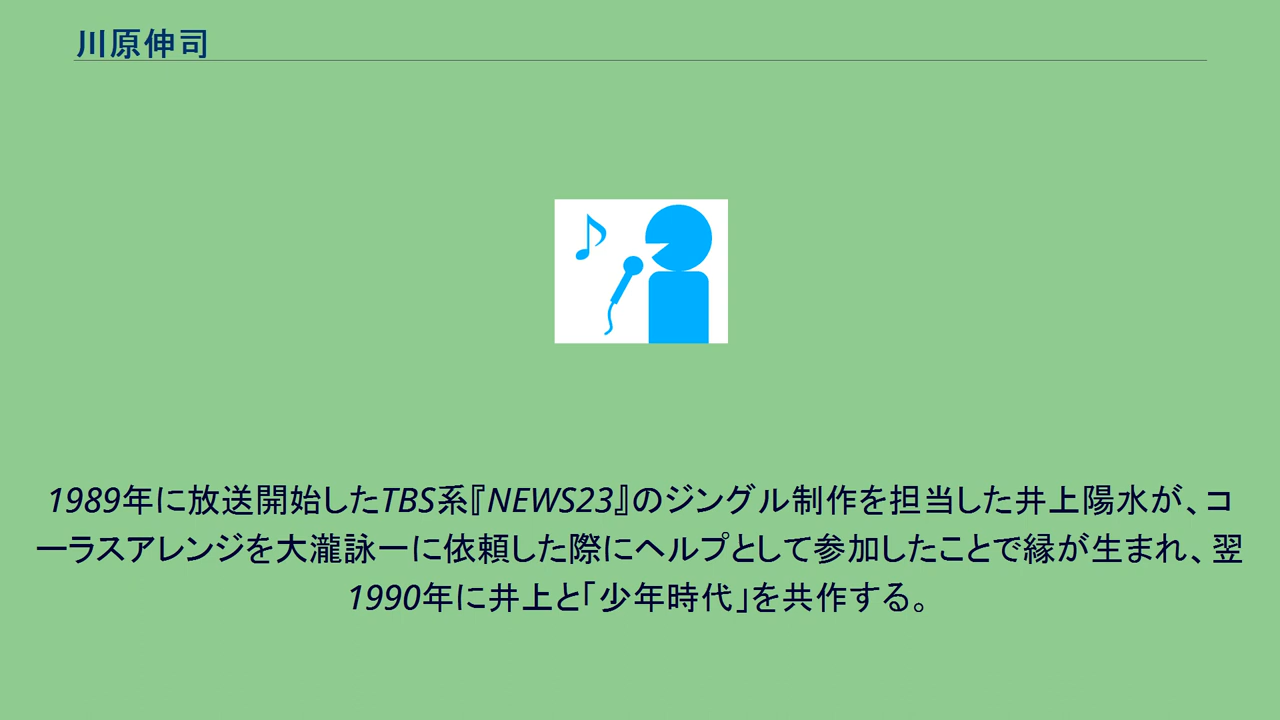 川原伸司
1989年に放送開始したTBS系『NEWS23』のジングル制作を担当した井上陽水が、コ
ーラスアレンジを大瀧詠一に依頼した際にヘルプとして参加したことで縁が生まれ、翌
1990年に井上と「少年時代」を共作する。